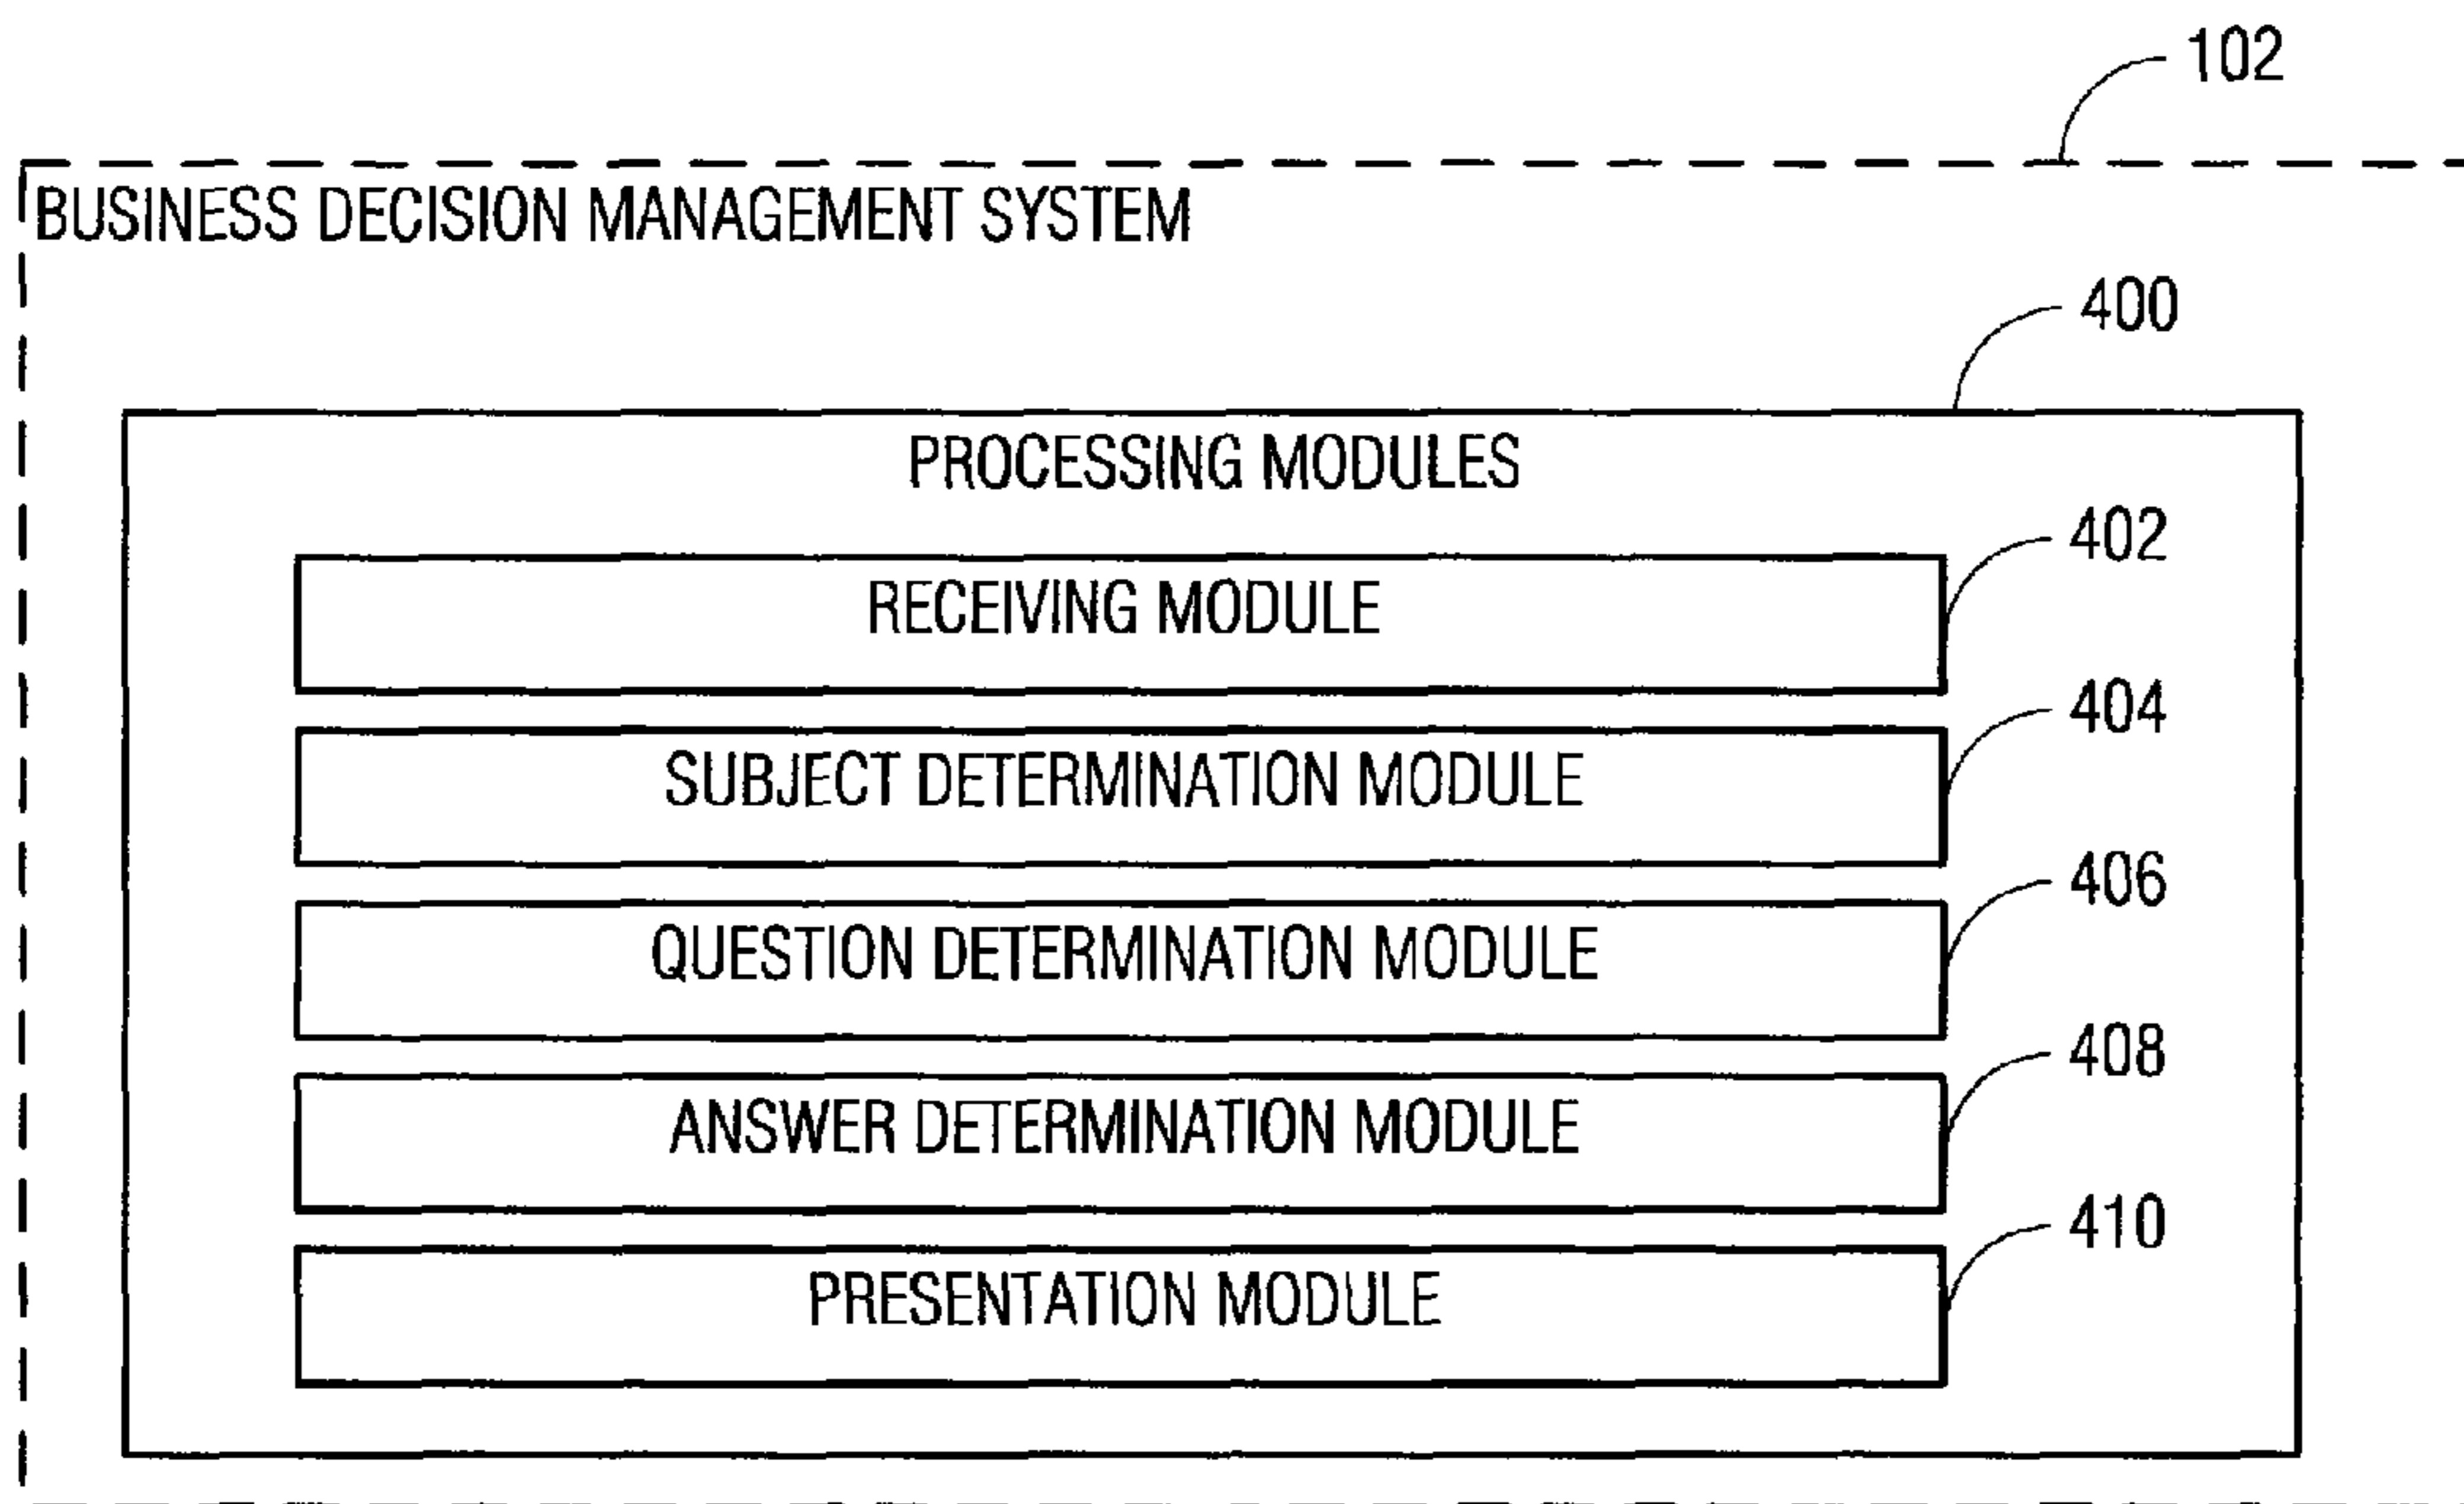 102
BUSINESS DECISION MANAGEMENT SYSTEM
400
PROCESSING MODULES
402
RECEIVING MODULE
404
SUBJECT DETERMINATION MODULE
406
QUESTION DETERMINATION MODULE
408
ANSWER DETERMINATION MODULE
410
PRESENTATION MODULE